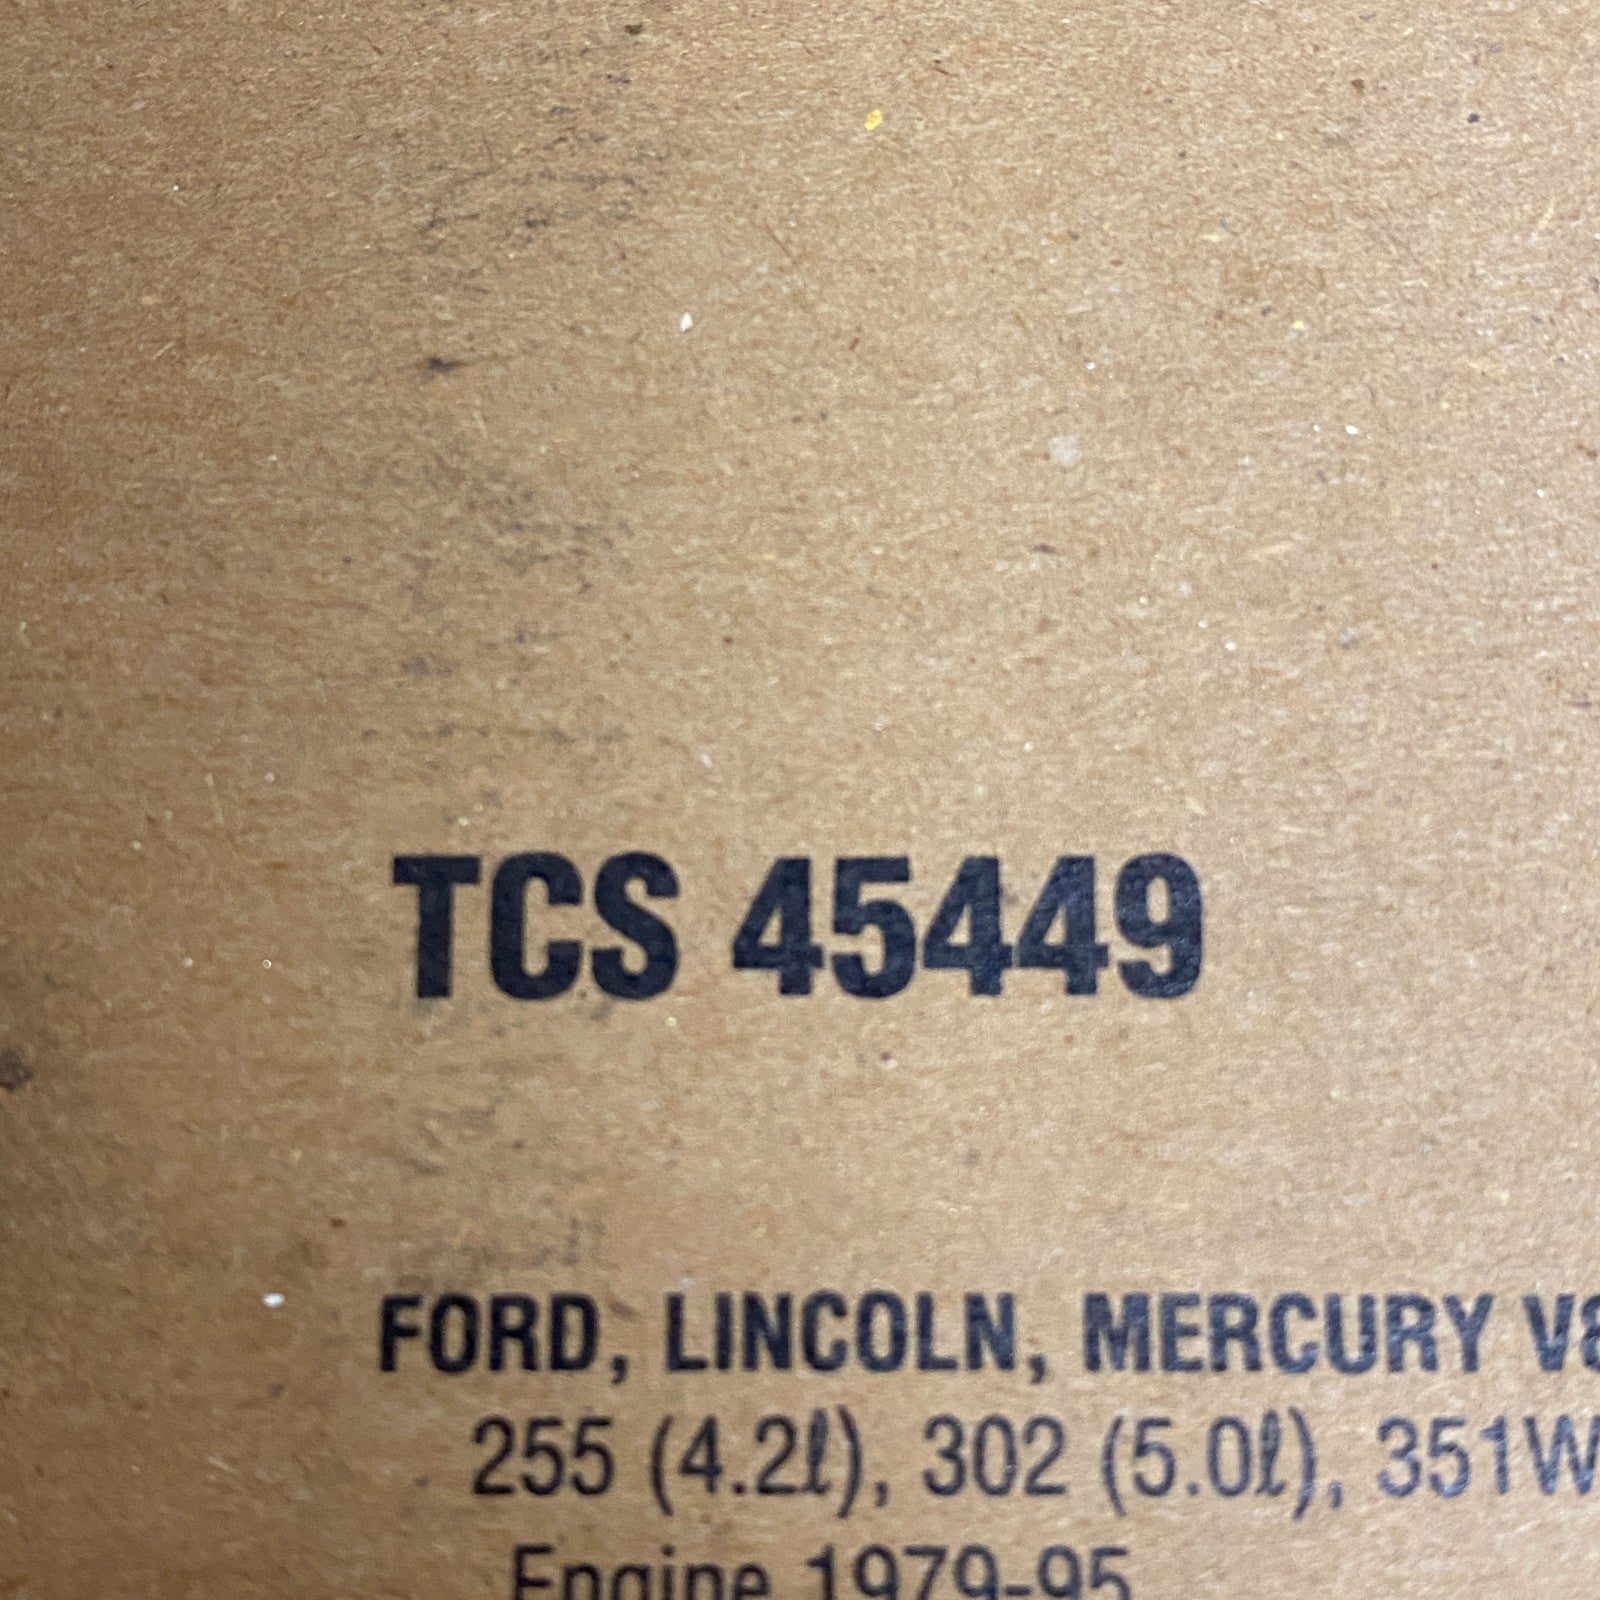 TCS 45449
FORD, LINCOLN, MERCURY V8
255 (4.2ℓ), 302 (5.0ℓ), 351W
Engine 1979-95